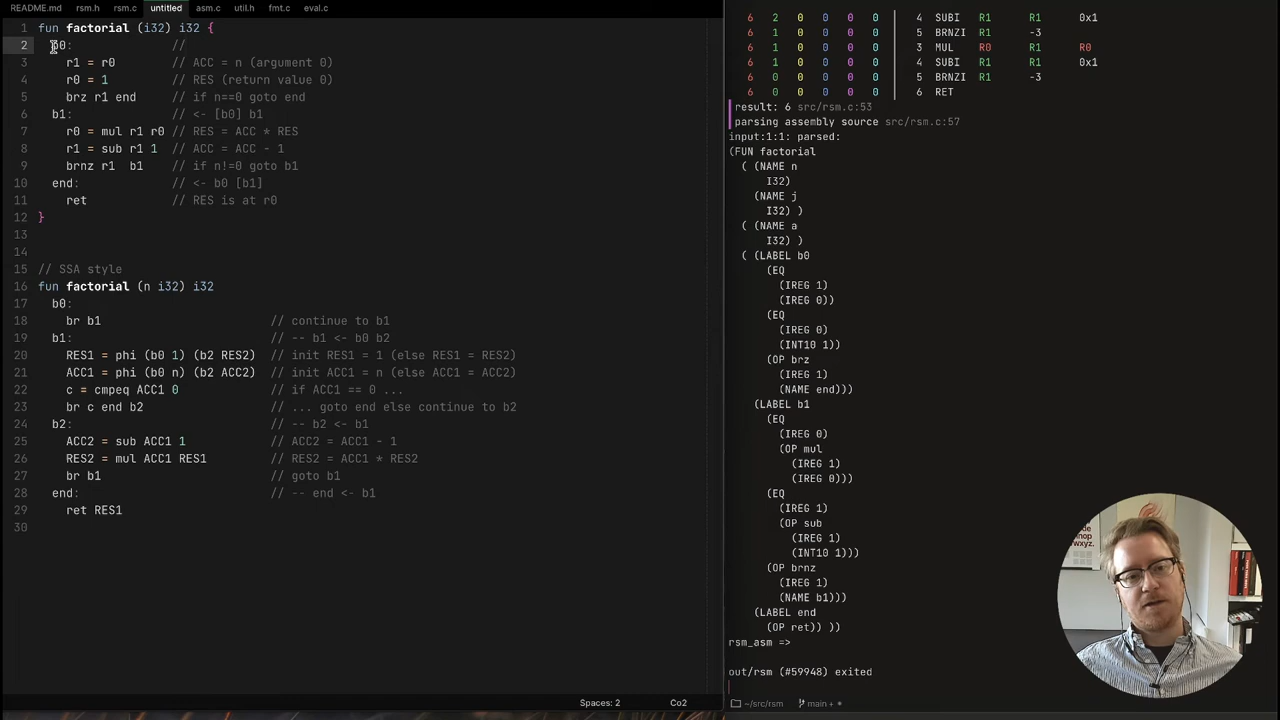 README.md rsm.h rsm.c untitled asm.c util.h fmt.c eval.c
1 fun factorial (i32) i32 {
2 b0: //
3 r1 = r0 // ACC = n (argument 0)
4 r0 = 1 // RES (return value 0)
5 brz r1 end // if n==0 goto end
6 b1: // <- [b0] b1
7 r0 = mul r1 r0 // RES = ACC * RES
8 r1 = sub r1 1 // ACC = ACC - 1
9 brnz r1 b1 // if n!=0 goto b1
10 end: // <- b0 [b1]
11 ret // RES is at r0
12 }
13
14
15 // SSA style
16 fun factorial (n i32) i32
17 b0:
18 br b1 // continue to b1
19 b1: // -- b1 <- b0 b2
20 RES1 = phi (b0 1) (b2 RES2) // init RES1 = 1 (else RES1 = RES2)
21 ACC1 = phi (b0 n) (b2 ACC2) // init ACC1 = n (else ACC1 = ACC2)
22 c = cmpeq ACC1 0 // if ACC1 == 0 ...
23 br c end b2 // ... goto end else continue to b2
24 b2: // -- b2 <- b1
25 ACC2 = sub ACC1 1 // ACC2 = ACC1 - 1
26 RES2 = mul ACC1 RES1 // RES2 = ACC1 * RES2
27 br b1 // goto b1
28 end: // -- end <- b1
29 ret RES1
30
Spaces: 2 Co2
6 2 0 0 0 0 4 SUBI R1 R1 0x1
6 1 0 0 0 0 5 BRNZI R1 -3
6 1 0 0 0 0 3 MUL R0 R1 R0
6 1 0 0 0 0 4 SUBI R1 R1 0x1
6 0 0 0 0 0 5 BRNZI R1 -3
6 0 0 0 0 0 6 RET
result: 6 src/rsm.c:53
parsing assembly source src/rsm.c:57
input:1:1: parsed:
(FUN factorial
( (NAME n
I32)
(NAME j
I32) )
( (NAME a
I32) )
( (LABEL b0
(EQ
(IREG 1)
(IREG 0))
(EQ
(IREG 0)
(INT10 1))
(OP brz
(IREG 1)
(NAME end)))
(LABEL b1
(EQ
(IREG 0)
(OP mul
(IREG 1)
(IREG 0)))
(EQ
(IREG 1)
(OP sub
(IREG 1)
(INT10 1)))
(OP brnz
(IREG 1)
(NAME b1)))
(LABEL end
(OP ret)) ))
rsm_asm =>
out/rsm (#59948) exited
~/src/rsm main +